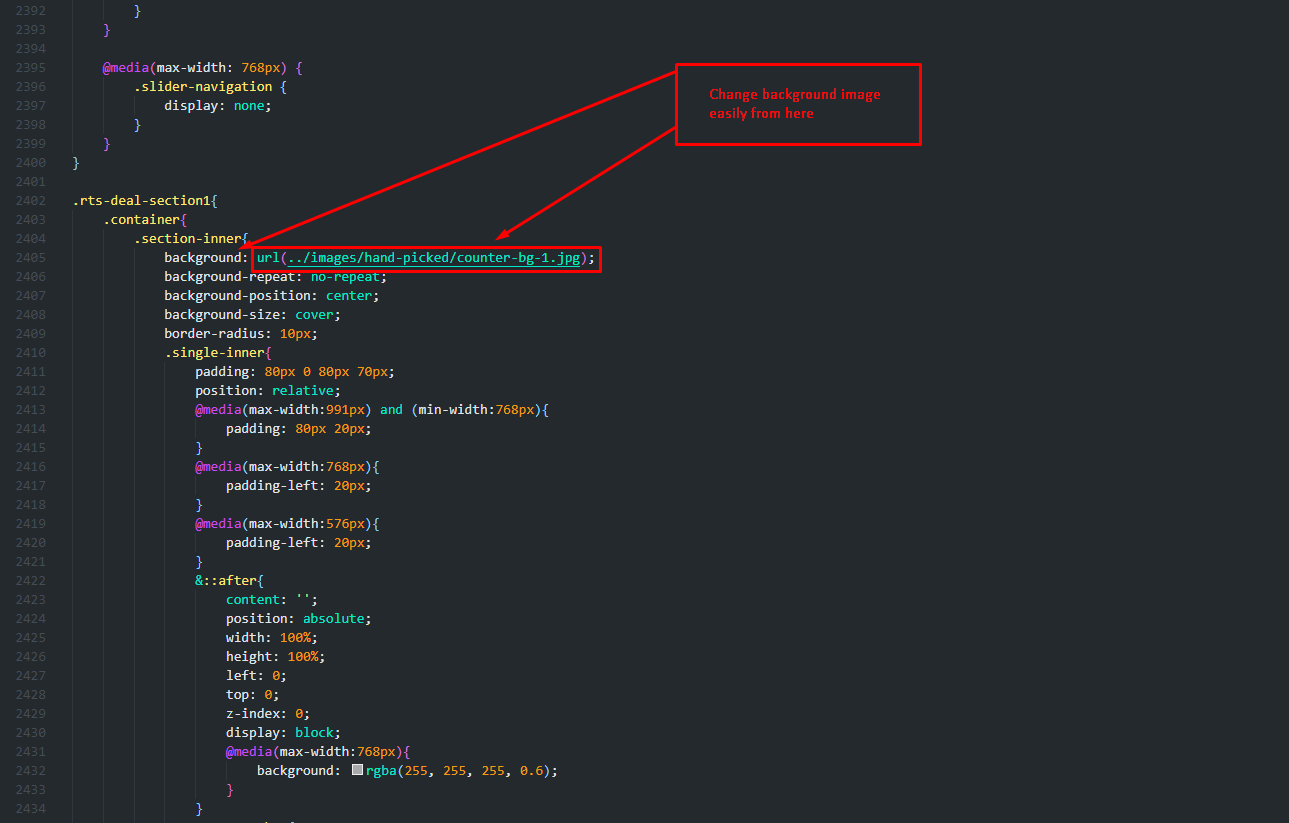 2392 }
2393 }
2394
2395 @media(max-width: 768px) {
2396 .slider-navigation {
2397 display: none;
2398 }
2399 }
2400 }
2401
2402 .rts-deal-section1{
2403 .container{
2404 .section-inner{
2405 background: url(../images/hand-picked/counter-bg-1.jpg);
2406 background-repeat: no-repeat;
2407 background-position: center;
2408 background-size: cover;
2409 border-radius: 10px;
2410 .single-inner{
2411 padding: 80px 0 80px 70px;
2412 position: relative;
2413 @media(max-width:991px) and (min-width:768px){
2414 padding: 80px 20px;
2415 }
2416 @media(max-width:768px){
2417 padding-left: 20px;
2418 }
2419 @media(max-width:576px){
2420 padding-left: 20px;
2421 }
2422 &::after{
2423 content: '';
2424 position: absolute;
2425 width: 100%;
2426 height: 100%;
2427 left: 0;
2428 top: 0;
2429 z-index: 0;
2430 display: block;
2431 @media(max-width:768px){
2432 background: rgba(255, 255, 255, 0.6);
2433 }
2434 }
Change background image
easily from here